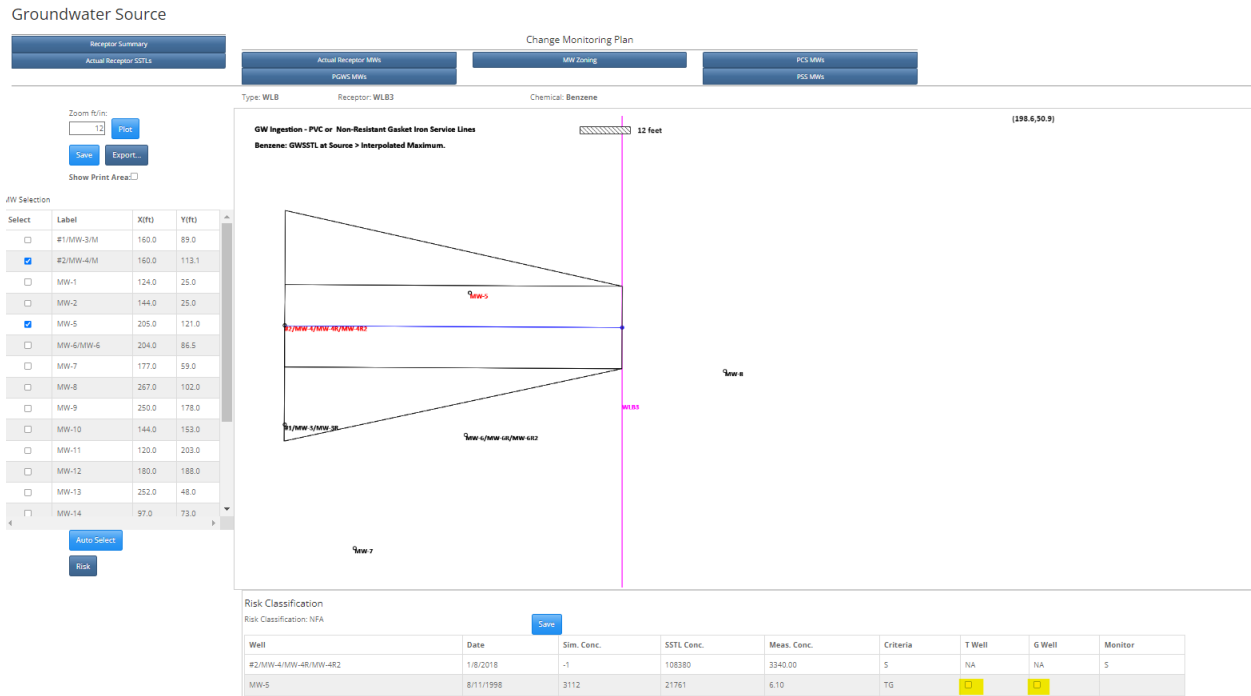 Groundwater Source
Receptor Summary
Actual Receptor SSTLs
Change Monitoring Plan
Actual Receptor MWs
MW Zoning
PCS MWs
PGWS MWs
PSS MWs
Type: WLB Receptor: WLB3 Chemical: Benzene
Zoom ft/in:
12 Plot
Save Export...
Show Print Area:
MW Selection
Select Label X(ft) Y(ft)
#1/MW-3/M 160.0 89.0
#2/MW-4/M 160.0 113.1
MW-1 124.0 25.0
MW-2 144.0 25.0
MW-5 205.0 121.0
MW-6/MW-6 204.0 86.5
MW-7 177.0 59.0
MW-8 267.0 102.0
MW-9 250.0 178.0
MW-10 144.0 153.0
MW-11 120.0 203.0
MW-12 180.0 188.0
MW-13 252.0 48.0
MW-14 97.0 73.0
Auto Select
Risk
GW Ingestion - PVC or Non-Resistant Gasket Iron Service Lines
Benzene: GWSSTL at Source > Interpolated Maximum.
12 feet
(198.6,50.9)
MW-5
#2/MW-4/MW-4R/MW-4R2
MW-8
WLB3
#1/MW-3/MW-3R
MW-6/MW-6R/MW-6R2
MW-7
Risk Classification
Risk Classification: NFA
Save
Well Date Sim. Conc. SSTL Conc. Meas. Conc. Criteria T Well G Well Monitor
#2/MW-4/MW-4R/MW-4R2 1/8/2018 -1 108380 3340.00 S NA NA S
MW-5 8/11/1998 3112 21761 6.10 TG